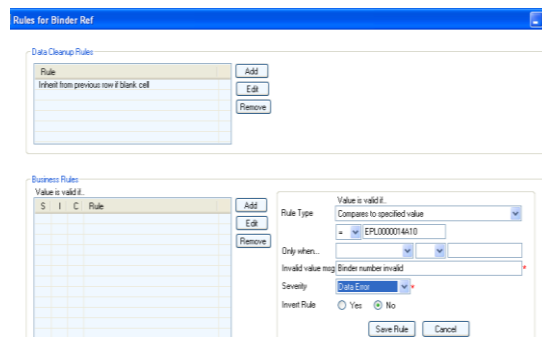 Rules for Binder Ref
Data Cleanup Rules
Rule
Inherit from previous row if blank cell
Add
Edit
Remove
Business Rules
Value is valid if..
S I C Rule
Add
Edit
Remove
Value is valid if..
Rule Type Compares to specified value
= EPL0000014A10
Only when...
Invalid value msg Binder number invalid *
Severity Data Error *
Invert Rule Yes No
Save Rule Cancel